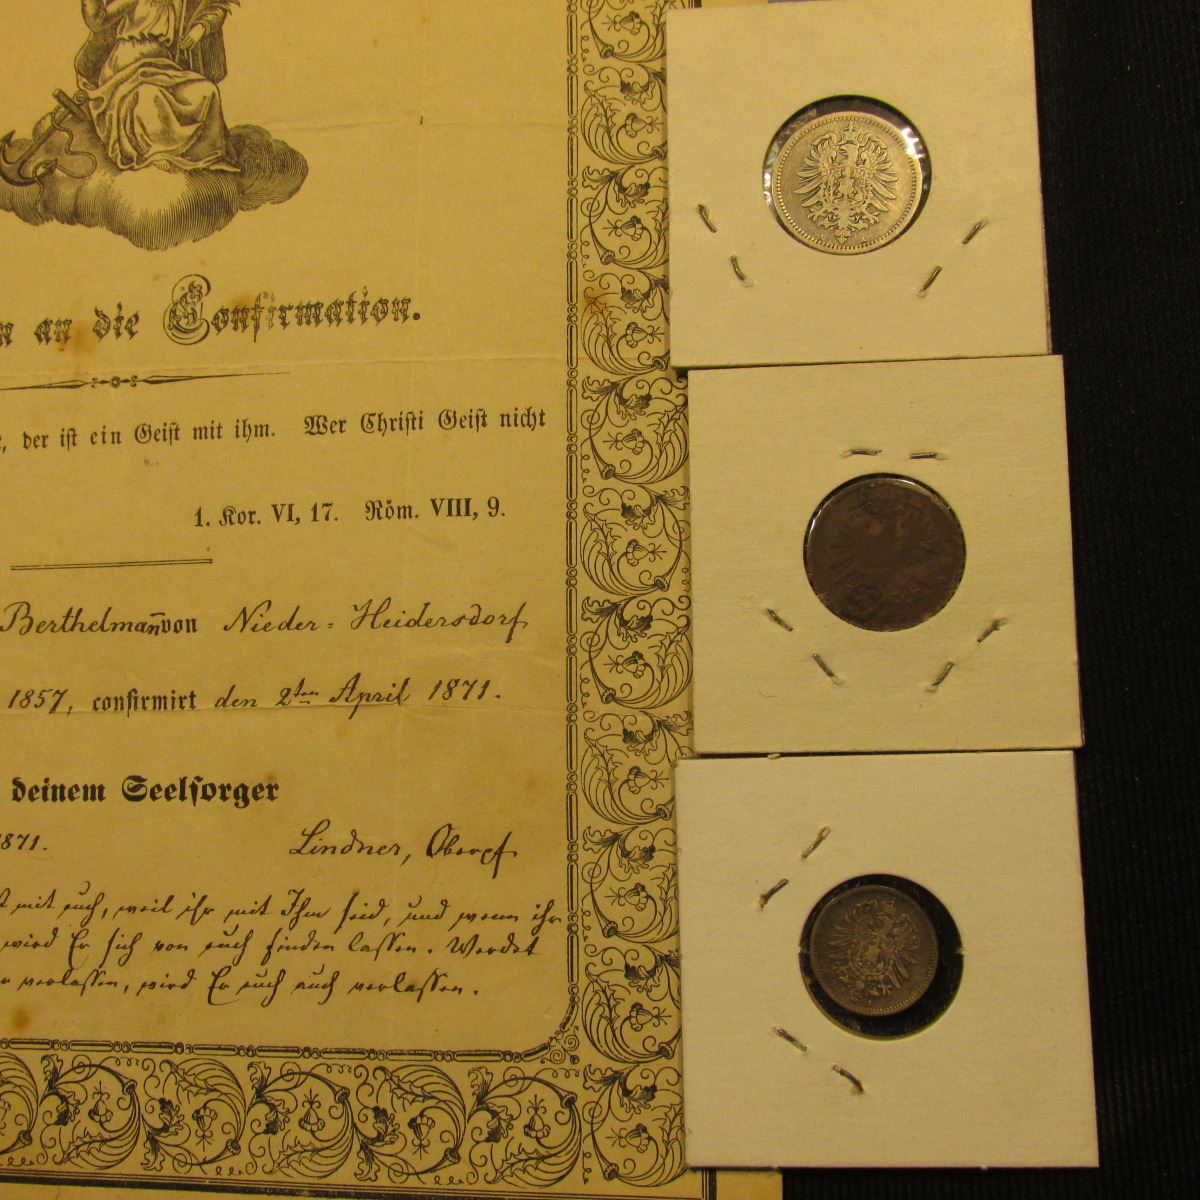 n an die Confirmation.
, der ist ein Geist mit ihm. Wer Christi Geist nicht
1. Kor. VI, 17. Röm. VIII, 9.
Berthelmann von Nieder-Heidersdorf
1857, confirmirt den 2ten April 1871.
deinem Seelsorger
1871.
Lindner, Oberpf.
mit euch, weil ihr mit Ihm seid, und wenn ihr
wird Er sich von euch finden lassen. Werdet
verlassen, wird Er euch auch verlassen.